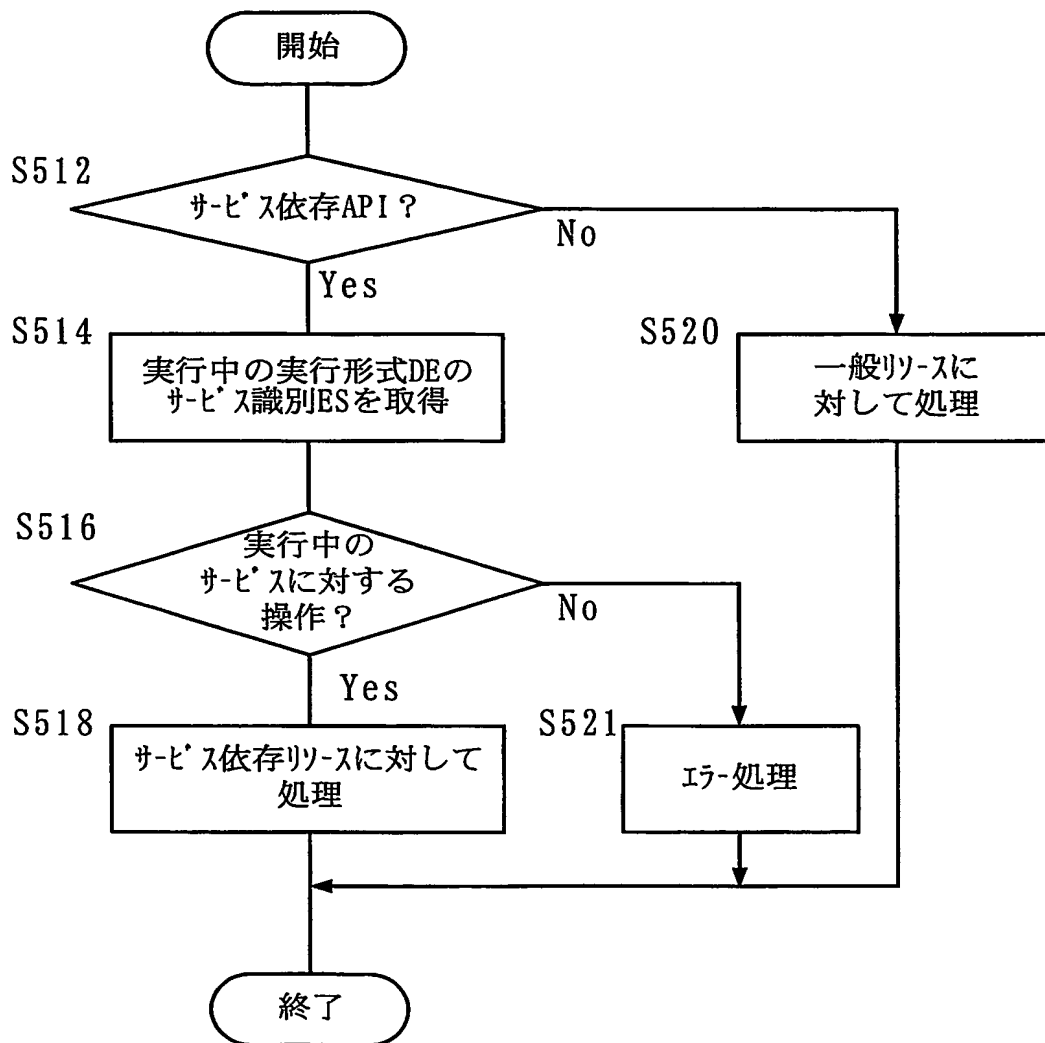 開始
S512
サービス依存API?
No
Yes
S514
実行中の実行形式DEの
サービス識別ESを取得
S520
一般リソースに
対して処理
S516
実行中の
サービスに対する
操作?
No
Yes
S518
サービス依存リソースに対して
処理
S521
エラー処理
終了